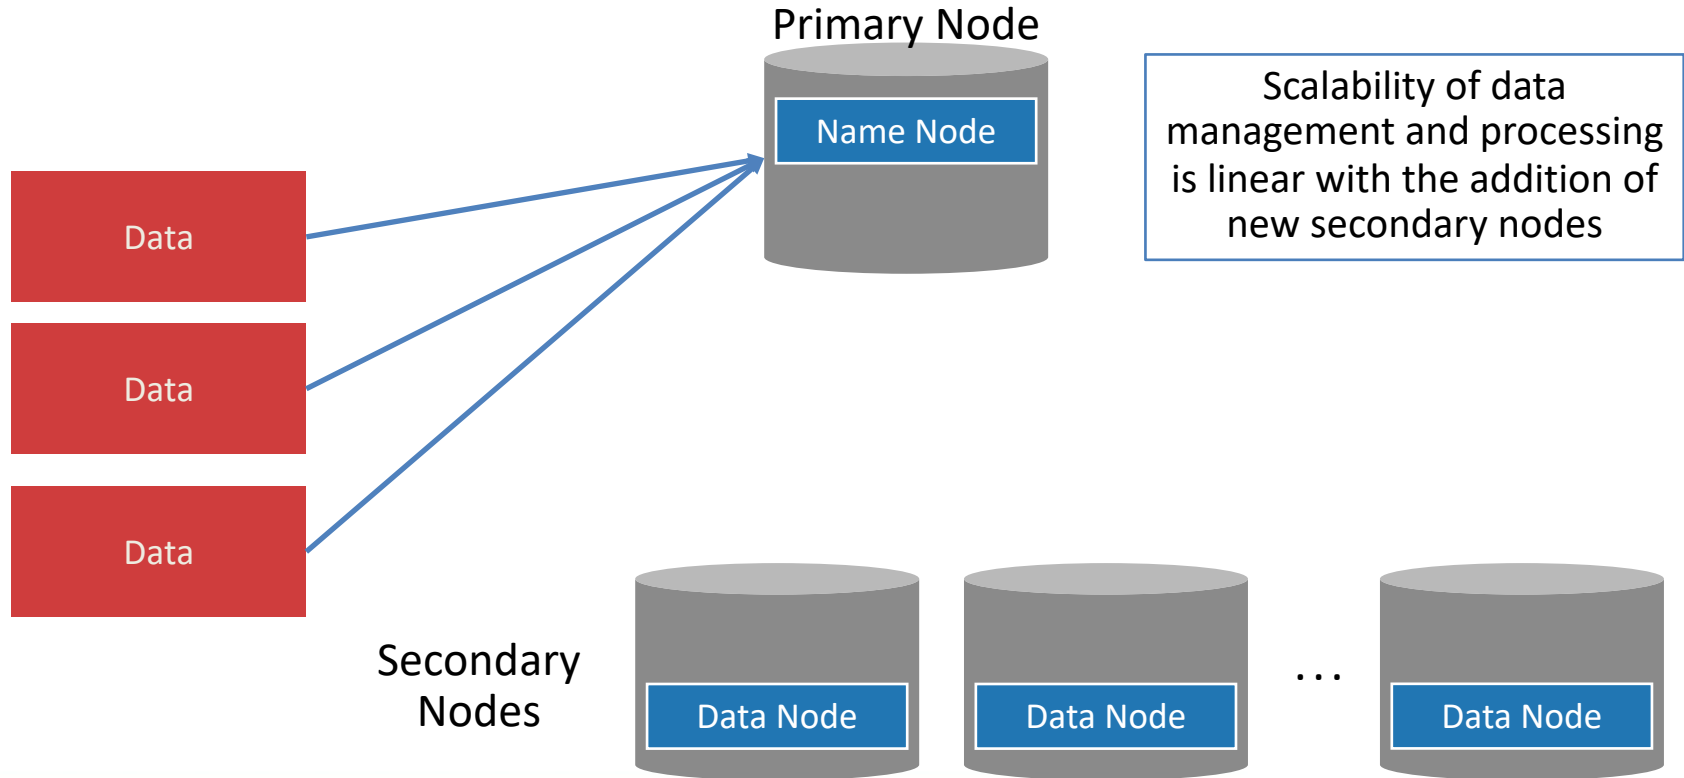 Primary Node
Name Node
Scalability of data
management and processing
is linear with the addition of
new secondary nodes
Data
Data
Data
Secondary
Nodes
Data Node
Data Node
...
Data Node